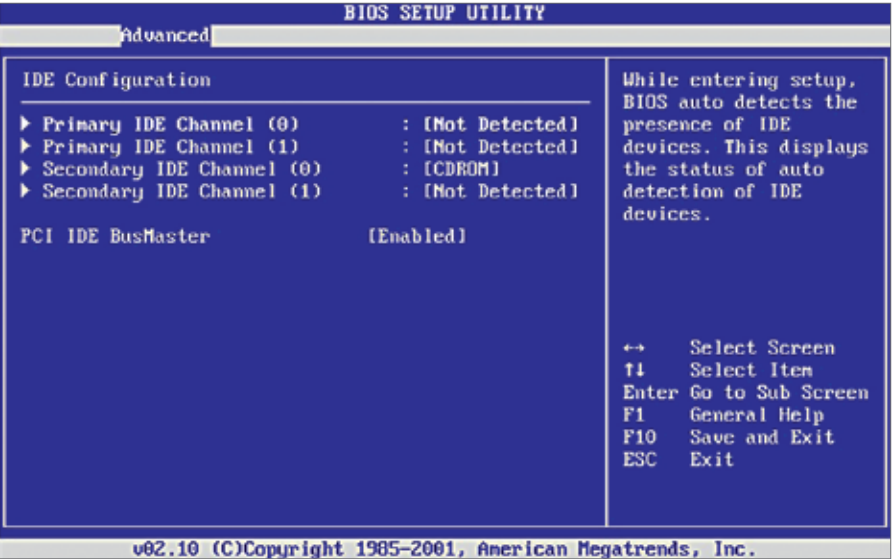 BIOS SETUP UTILITY
Advanced
IDE Configuration
▶ Primary IDE Channel (0) : [Not Detected]
▶ Primary IDE Channel (1) : [Not Detected]
▶ Secondary IDE Channel (0) : [CDROM]
▶ Secondary IDE Channel (1) : [Not Detected]
PCI IDE BusMaster [Enabled]
While entering setup,
BIOS auto detects the
presence of IDE
devices. This displays
the status of auto
detection of IDE
devices.
↔ Select Screen
↑↓ Select Item
Enter Go to Sub Screen
F1 General Help
F10 Save and Exit
ESC Exit
v02.10 (C)Copyright 1985-2001, American Megatrends, Inc.